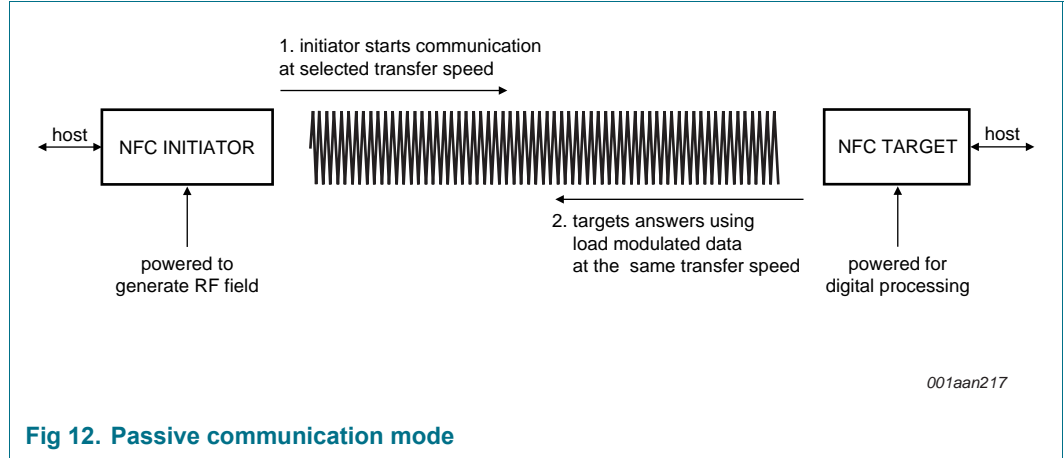 1. initiator starts communication
at selected transfer speed
host
NFC INITIATOR
NFC TARGET
host
2. targets answers using
load modulated data
at the same transfer speed
powered to
generate RF field
powered for
digital processing
001aan217
Fig 12. Passive communication mode